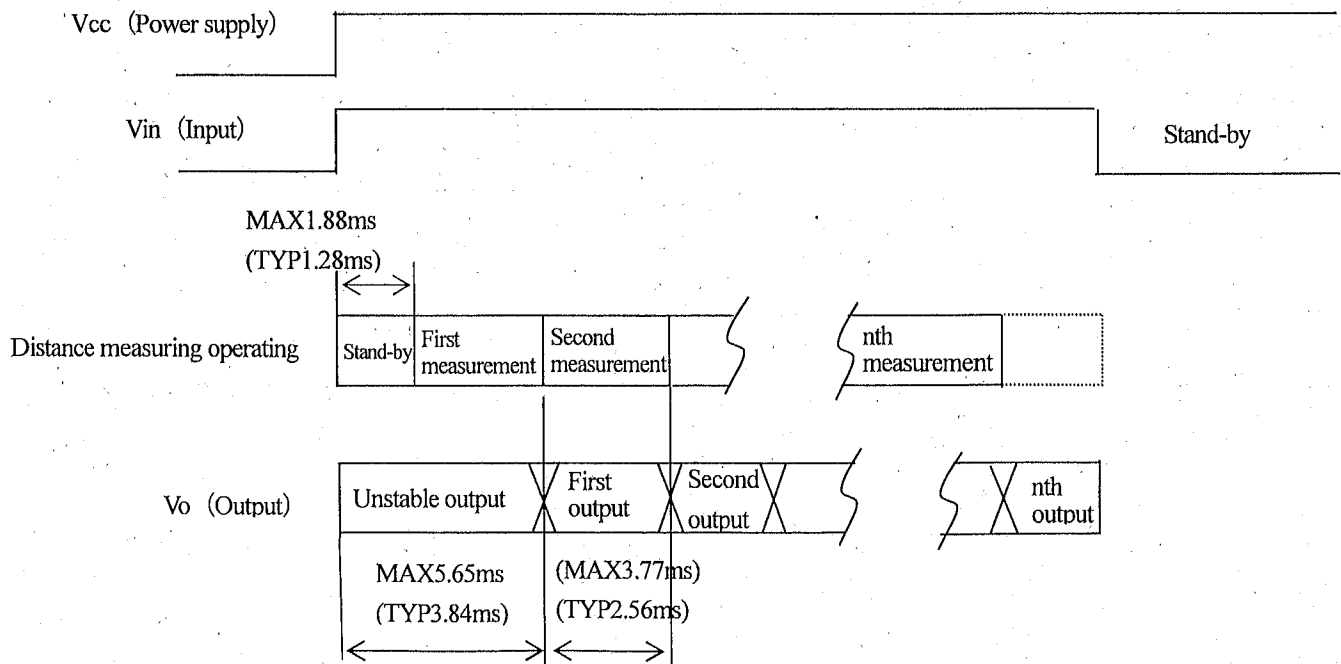 Vcc (Power supply)
Vin (Input)
Stand-by
MAX1.88ms
(TYP1.28ms)
Distance measuring operating
Stand-by
First
measurement
Second
measurement
nth
measurement
Vo (Output)
Unstable output
First
output
Second
output
nth
output
MAX5.65ms
(TYP3.84ms)
(MAX3.77ms)
(TYP2.56ms)